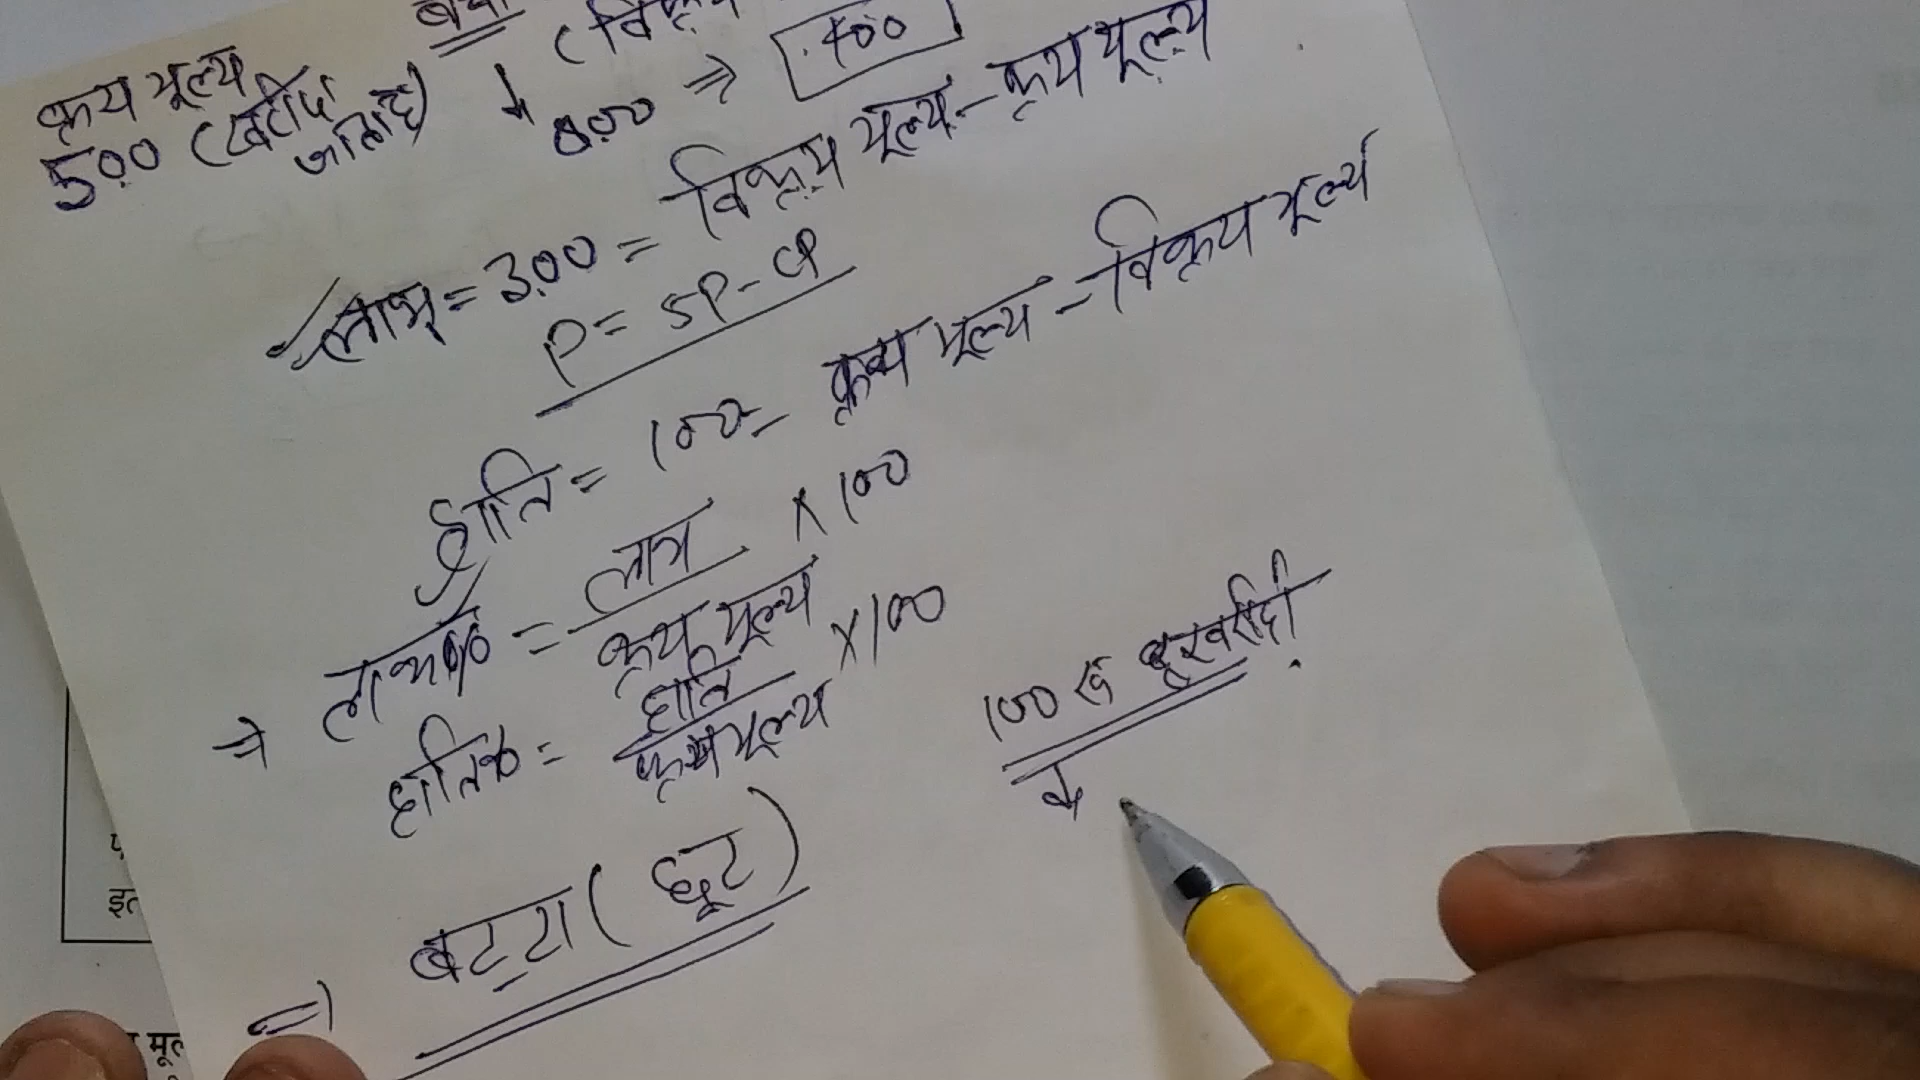 क्रय मूल्य
500 (खरीदा जाता है)
800 ⇒ 400
लाभ = 300 = विक्रय मूल्य - क्रय मूल्य
P = SP - CP
हानि = 100 = क्रय मूल्य - विक्रय मूल्य
⇒ लाभ% = लाभ / क्रय मूल्य × 100
हानि% = हानि / क्रय मूल्य × 100
100 रु
⇒ बट्टा (छूट)
इत
मूल